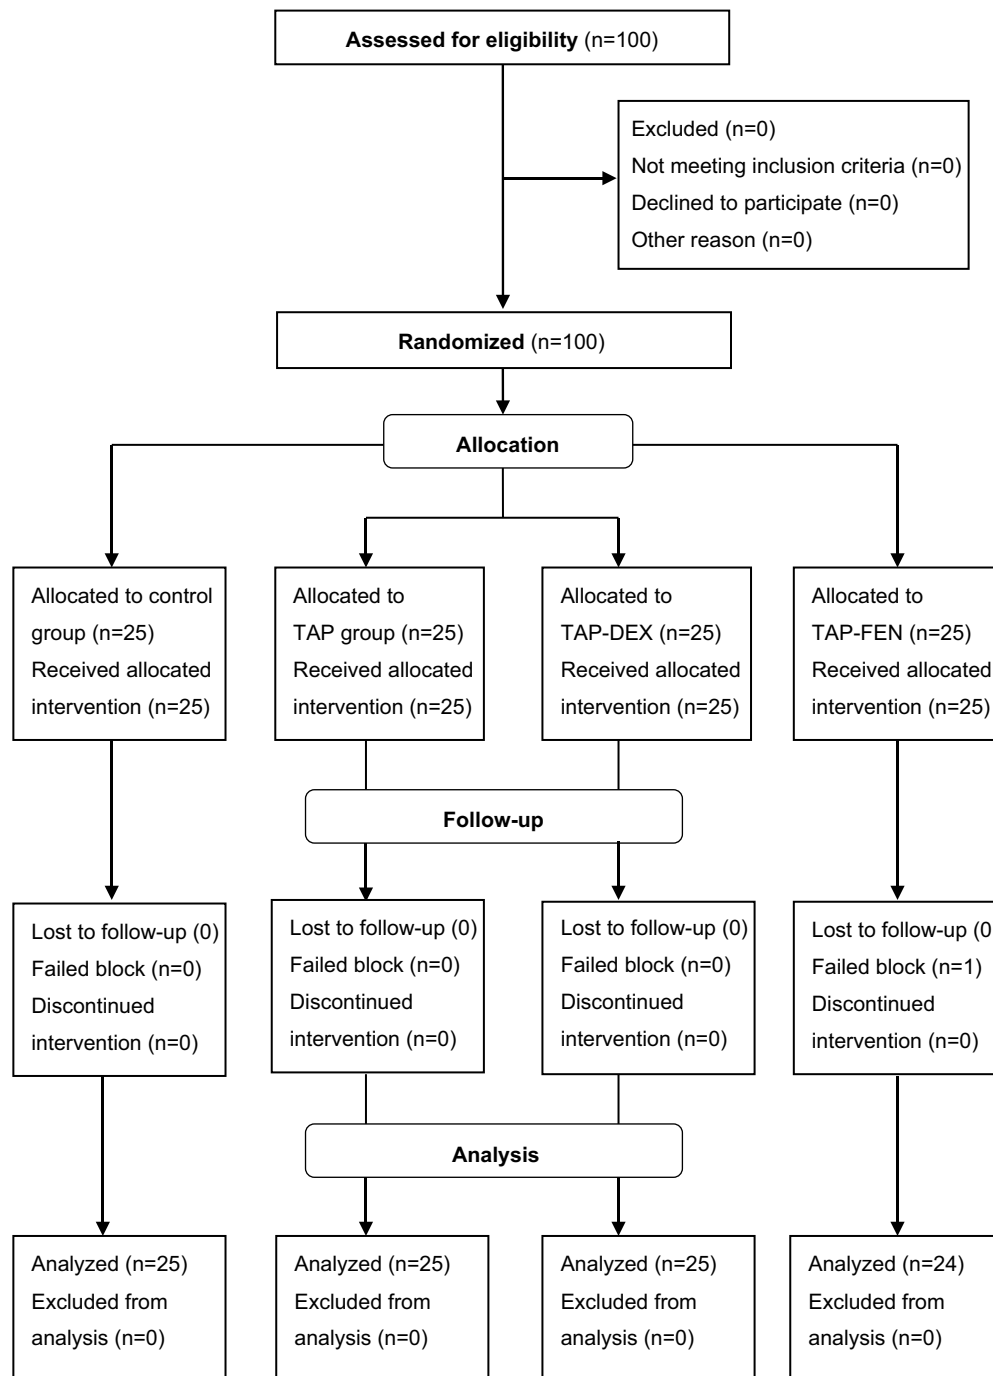 Assessed for eligibility (n=100)
Excluded (n=0)
Not meeting inclusion criteria (n=0)
Declined to participate (n=0)
Other reason (n=0)
Randomized (n=100)
Allocation
Allocated to control
group (n=25)
Received allocated
intervention (n=25)
Allocated to
TAP group (n=25)
Received allocated
intervention (n=25)
Allocated to
TAP-DEX (n=25)
Received allocated
intervention (n=25)
Allocated to
TAP-FEN (n=25)
Received allocated
intervention (n=25)
Follow-up
Lost to follow-up (0)
Failed block (n=0)
Discontinued
intervention (n=0)
Lost to follow-up (0)
Failed block (n=0)
Discontinued
intervention (n=0)
Lost to follow-up (0)
Failed block (n=0)
Discontinued
intervention (n=0)
Lost to follow-up (0
Failed block (n=1)
Discontinued
intervention (n=0)
Analysis
Analyzed (n=25)
Excluded from
analysis (n=0)
Analyzed (n=25)
Excluded from
analysis (n=0)
Analyzed (n=25)
Excluded from
analysis (n=0)
Analyzed (n=24)
Excluded from
analysis (n=0)